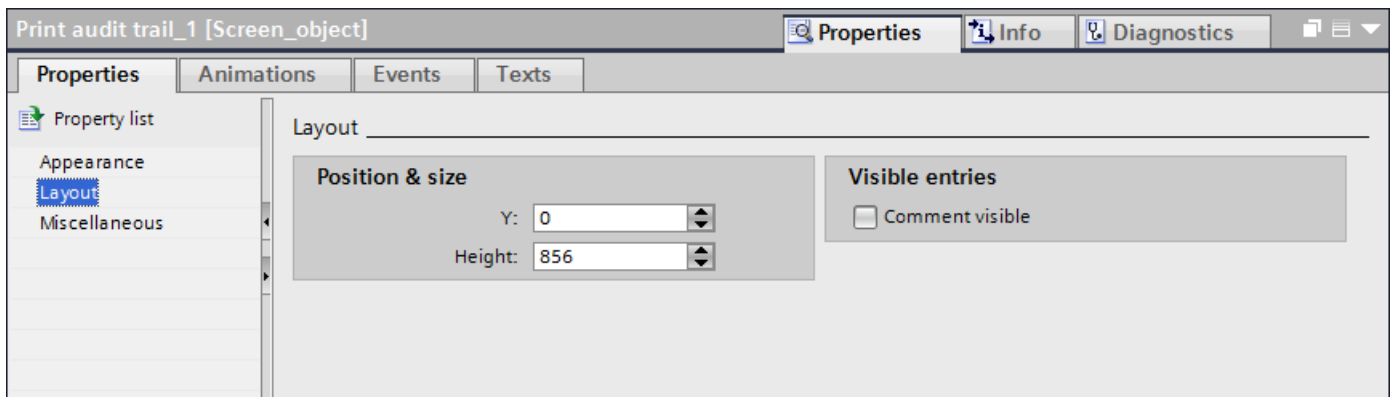 Print audit trail_1 [Screen_object]
Properties Info Diagnostics
Properties Animations Events Texts
Property list
Layout
Appearance
Layout
Miscellaneous
Position & size
Y: 0
Height: 856
Visible entries
Comment visible